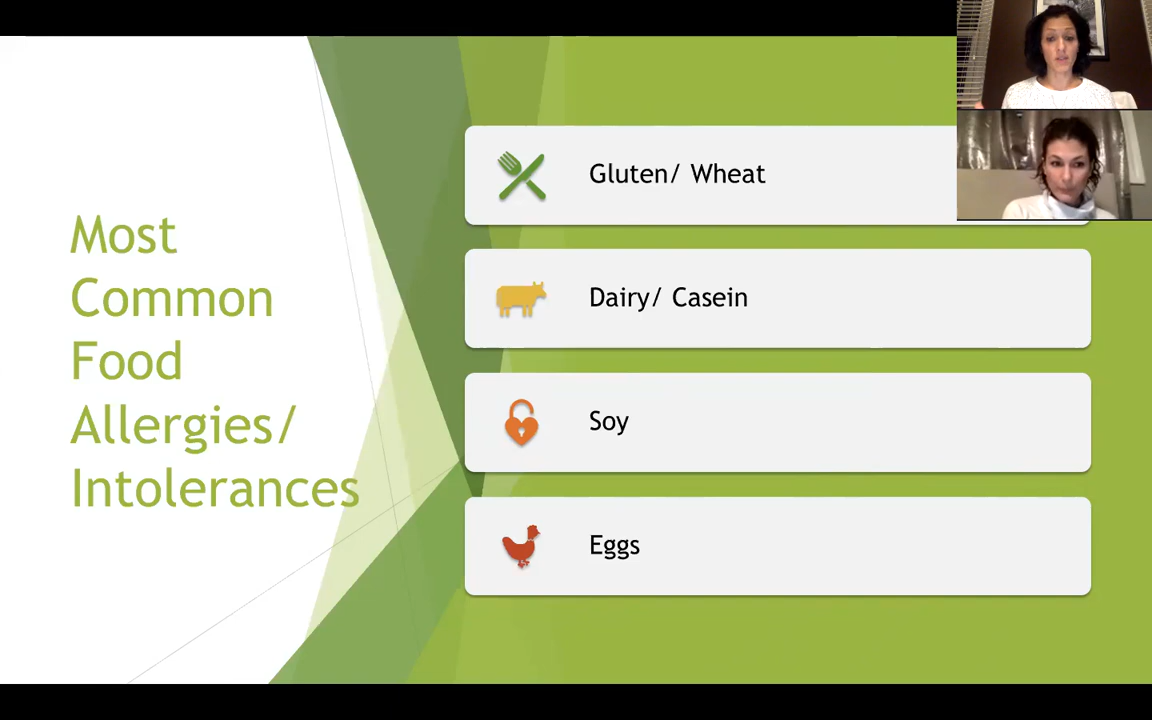 Most
Common
Food
Allergies/
Intolerances
Gluten/ Wheat
Dairy/ Casein
Soy
Eggs